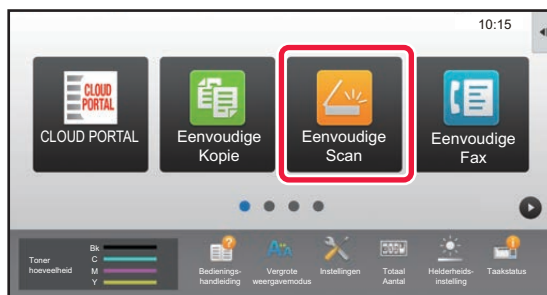 10:15
CLOUD
PORTAL
CLOUD PORTAL
Eenvoudige
Kopie
Eenvoudige
Scan
Eenvoudige
Fax
Toner
hoeveelheid
Bk
C
M
Y
Bedienings-
handleiding
Vergrote
weergavemodus
Instellingen
Totaal
Aantal
Helderheids-
instelling
Taakstatus